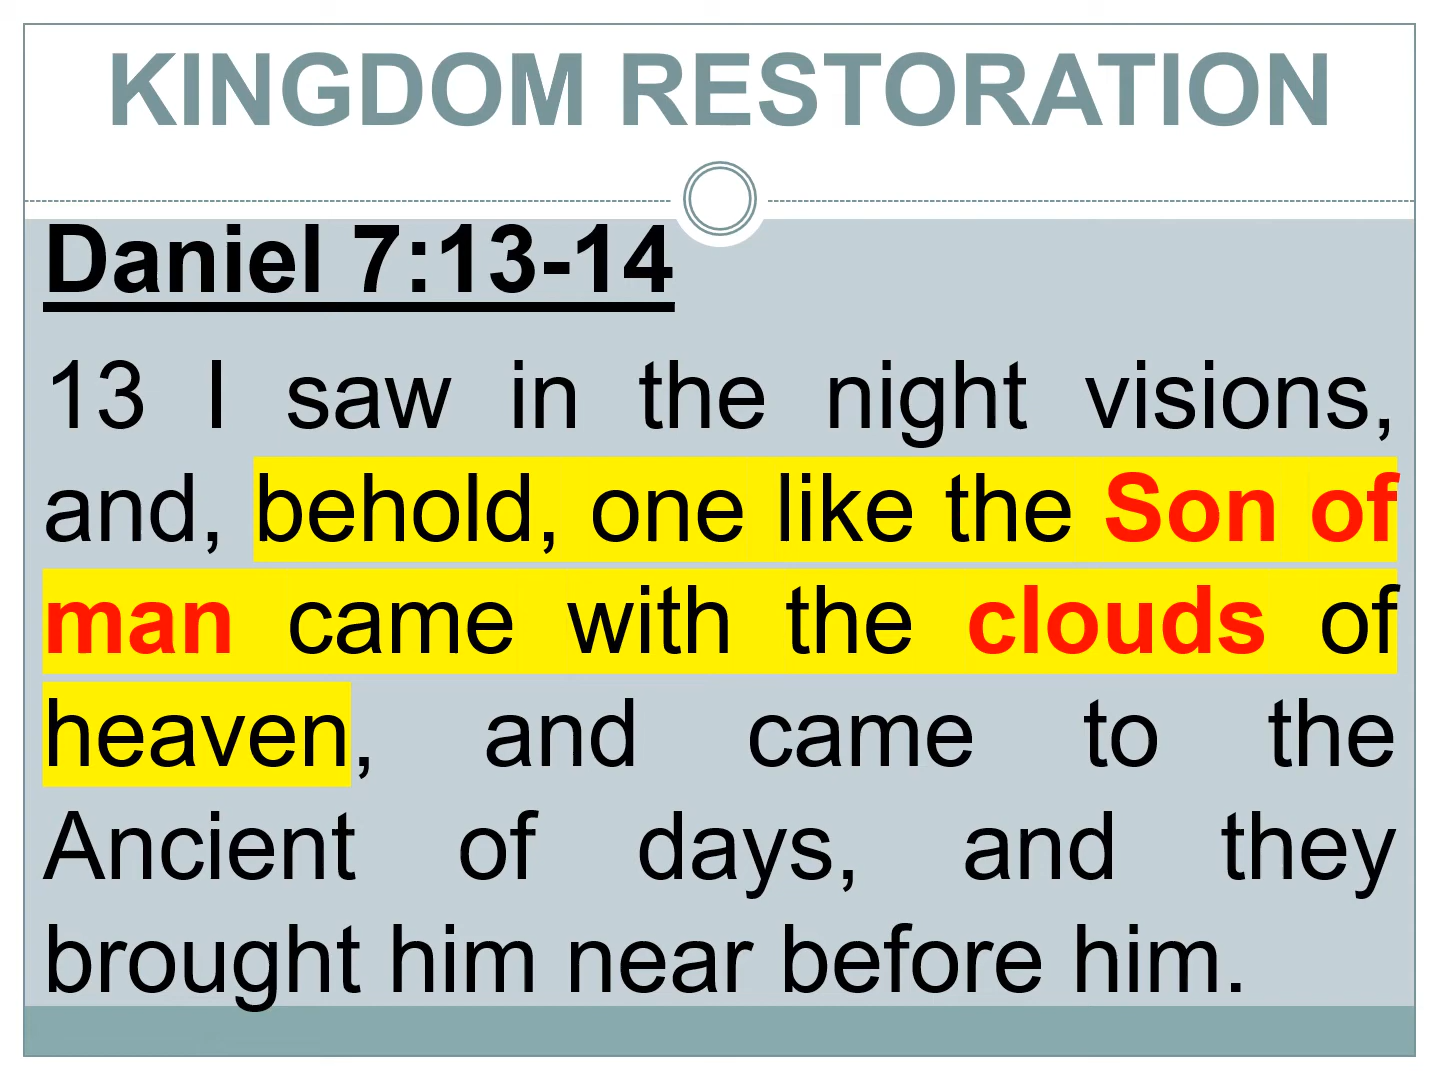 KINGDOM RESTORATION
Daniel 7:13-14
13 I saw in the night visions,
and, behold, one like the Son of
man came with the clouds of
heaven, and came to the
Ancient of days, and they
brought him near before him.